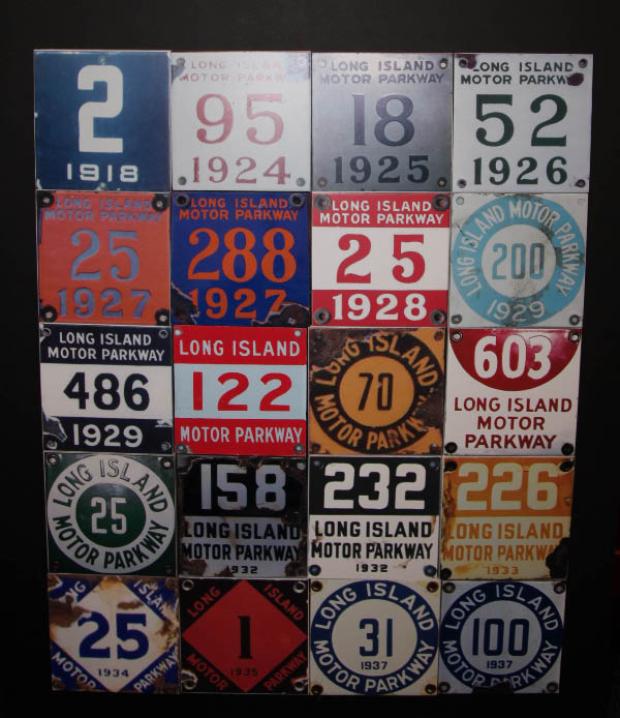 2
1918
LONG ISLAND
MOTOR PARKWAY
95
1924
LONG ISLAND
MOTOR PARKWAY
18
1925
LONG ISLAND
MOTOR PARKWAY
52
1926
LONG ISLAND
MOTOR PARKWAY
25
1927
LONG ISLAND
MOTOR PARKWAY
288
1927
LONG ISLAND
MOTOR PARKWAY
25
1928
LONG ISLAND MOTOR PARKWAY
200
1929
LONG ISLAND
MOTOR PARKWAY
486
1929
LONG ISLAND
122
MOTOR PARKWAY
LONG ISLAND
70
MOTOR PARKWAY
603
LONG ISLAND
MOTOR
PARKWAY
LONG ISLAND
25
MOTOR PARKWAY
158
LONG ISLAND
MOTOR PARKWAY
1932
232
LONG ISLAND
MOTOR PARKWAY
1932
226
LONG ISLAND
MOTOR PARKWAY
1933
LONG ISLAND
25
1934
MOTOR PARKWAY
LONG ISLAND
1
1935
MOTOR PARKWAY
LONG ISLAND
31
1937
MOTOR PARKWAY
LONG ISLAND
100
1937
MOTOR PARKWAY